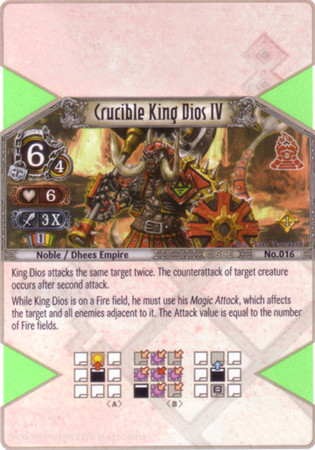 Crucible King Dios IV
6
4
6
3X
1
Noble / Dhees Empire No.016
King Dios attacks the same target twice. The counterattack of target creature
occurs after second attack.
While King Dios is on a Fire field, he must use his Magic Attack, which affects
the target and all enemies adjacent to it. The Attack value is equal to the number
of Fire fields.
(A) (B)